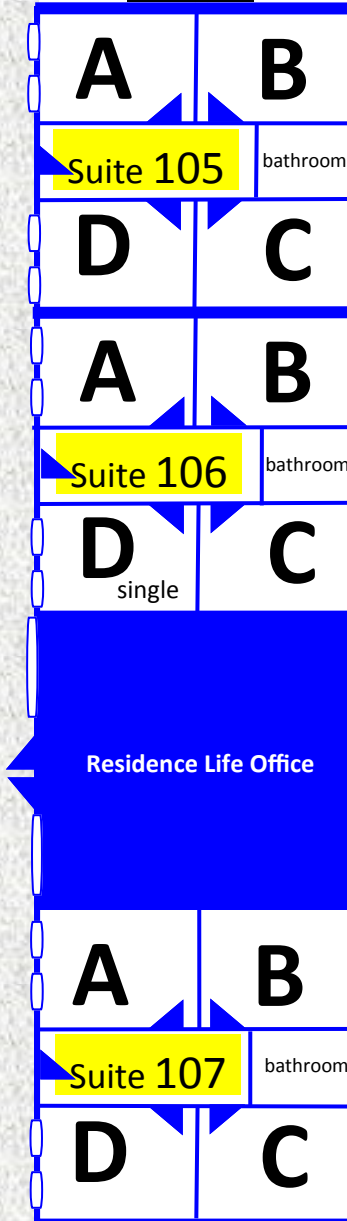 A B
Suite 105 bathroom
D C
A B
Suite 106 bathroom
D C
single
Residence Life Office
A B
Suite 107 bathroom
D C